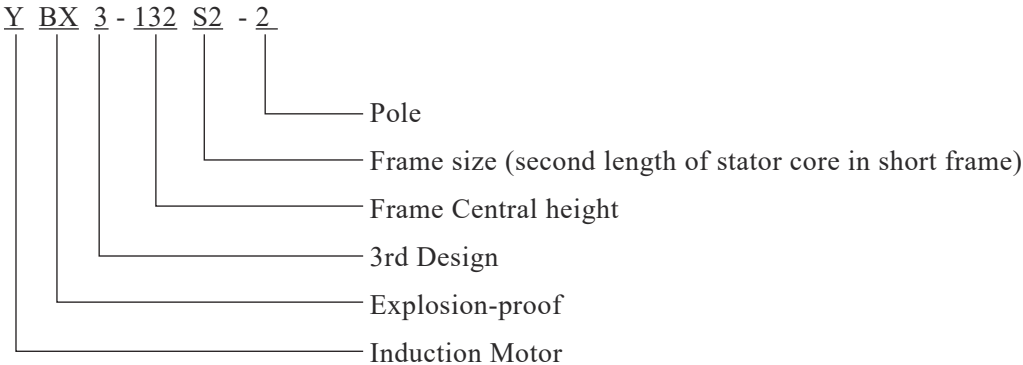 Y BX 3 - 132 S2 - 2
Pole
Frame size (second length of stator core in short frame)
Frame Central height
3rd Design
Explosion-proof
Induction Motor